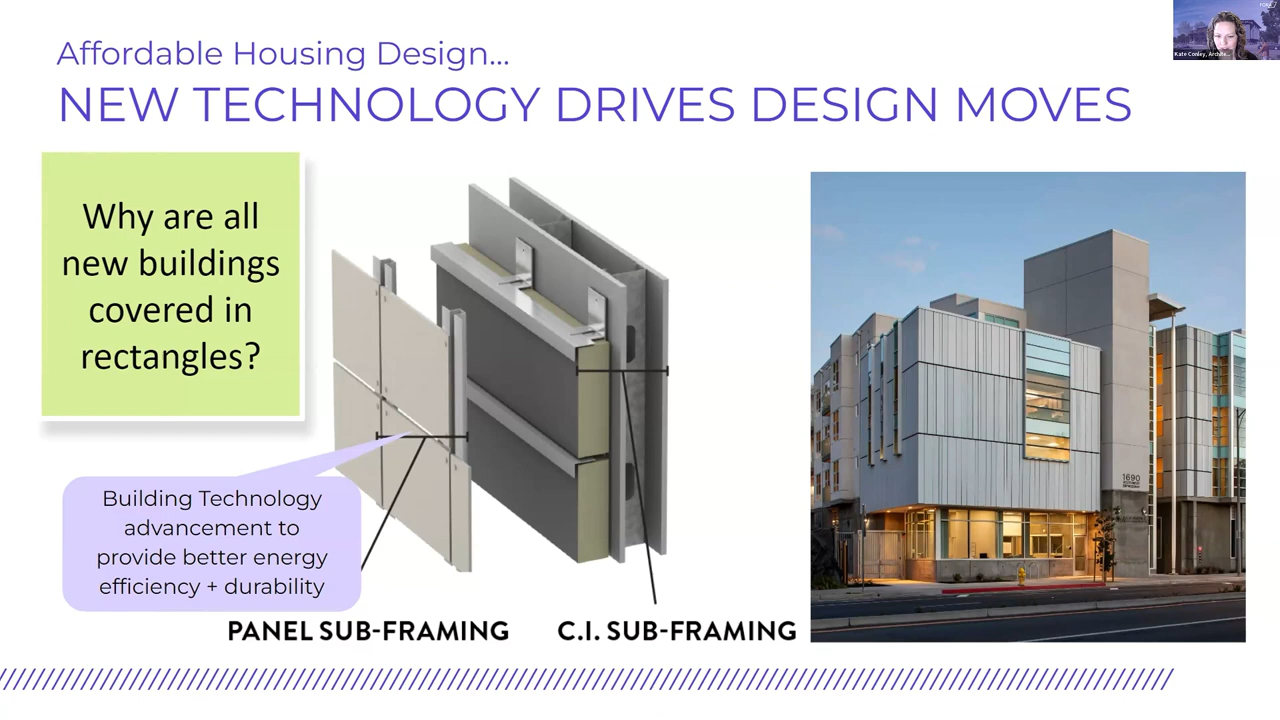 Affordable Housing Design...
NEW TECHNOLOGY DRIVES DESIGN MOVES
Kate Conley, Archite...
Why are all
new buildings
covered in
rectangles?
Building Technology
advancement to
provide better energy
efficiency + durability
PANEL SUB-FRAMING
C.I. SUB-FRAMING
1690